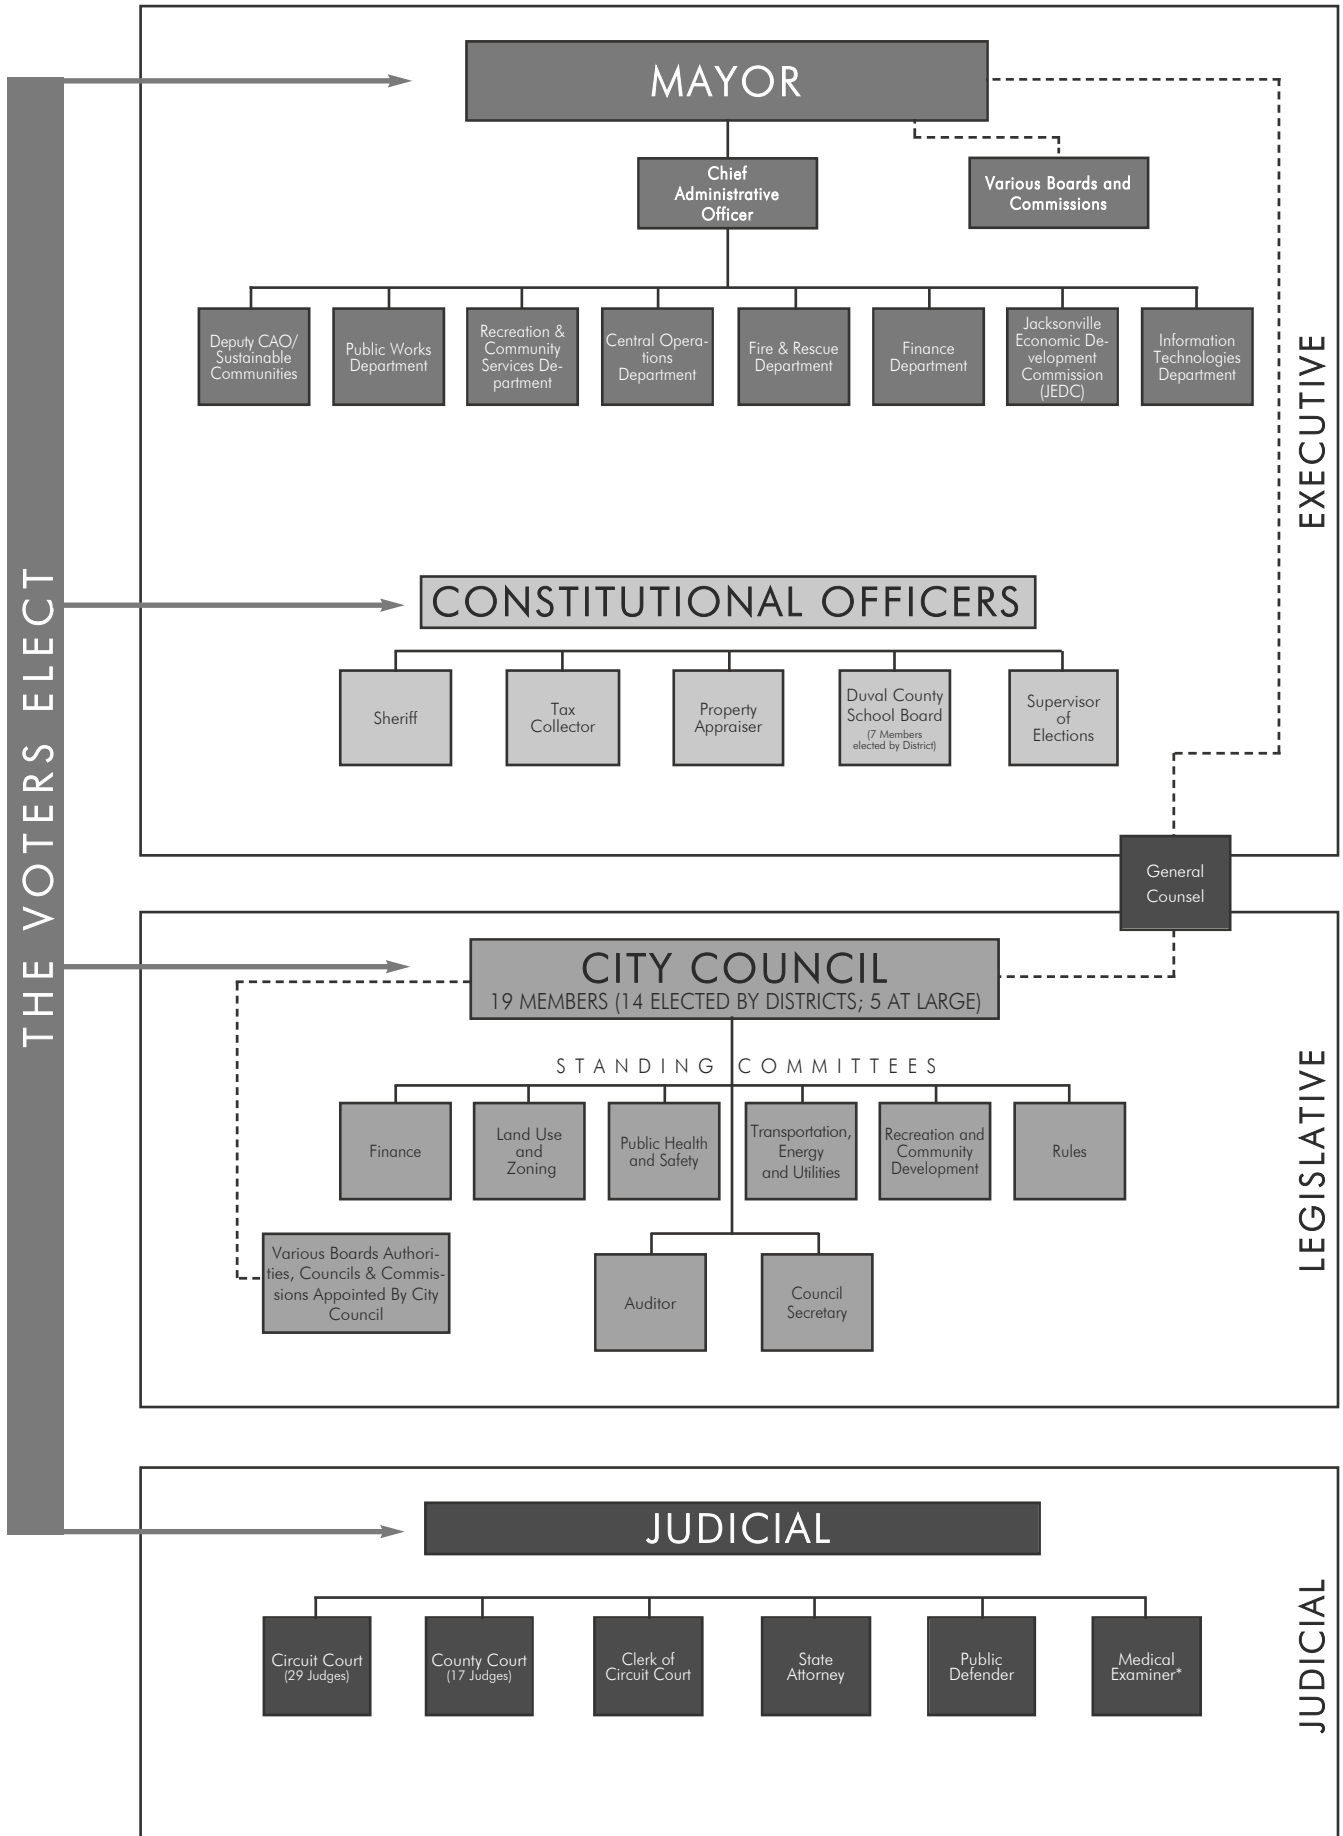 THE VOTERS ELECT
MAYOR
Chief
Administrative
Officer
Various Boards and
Commissions
Deputy CAO/
Sustainable
Communities
Public Works
Department
Recreation &
Community
Services De-
partment
Central Opera-
tions
Department
Fire & Rescue
Department
Finance
Department
Jacksonville
Economic De-
velopment
Commission
(JEDC)
Information
Technologies
Department
EXECUTIVE
CONSTITUTIONAL OFFICERS
Sheriff
Tax
Collector
Property
Appraiser
Duval County
School Board
(7 Members
elected by District)
Supervisor
of
Elections
General
Counsel
CITY COUNCIL
19 MEMBERS (14 ELECTED BY DISTRICTS; 5 AT LARGE)
STANDING COMMITTEES
Finance
Land Use
and
Zoning
Public Health
and Safety
Transportation,
Energy
and Utilities
Recreation and
Community
Development
Rules
LEGISLATIVE
Various Boards Authori-
ties, Councils & Commis-
sions Appointed By City
Council
Auditor
Council
Secretary
JUDICIAL
Circuit Court
(29 Judges)
County Court
(17 Judges)
Clerk of
Circuit Court
State
Attorney
Public
Defender
Medical
Examiner*
JUDICIAL